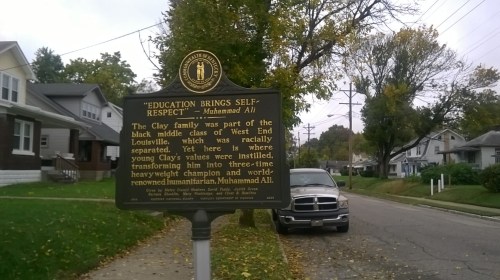 "EDUCATION BRINGS SELF-
RESPECT" – Muhammad Ali
The Clay family was part of the
black middle class of West End
Louisville, which was racially
separated. Yet here is where
young Clay's values were instilled,
transforming him into three-time
heavyweight champion and world-
renowned humanitarian, Muhammad Ali.